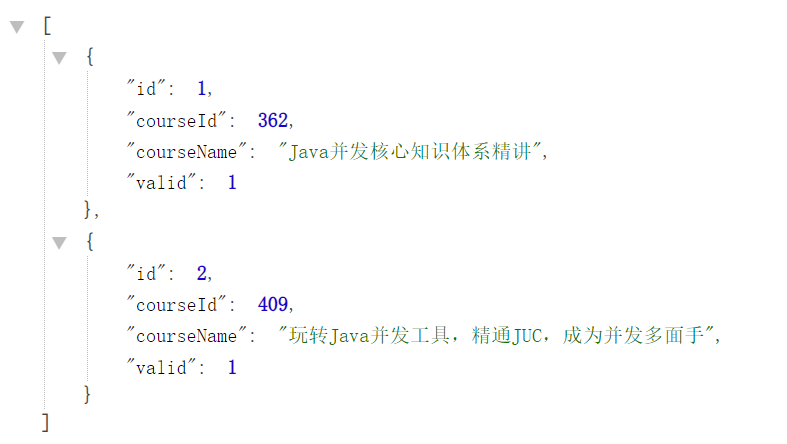 [
{
"id": 1,
"courseId": 362,
"courseName": "Java并发核心知识体系精讲",
"valid": 1
},
{
"id": 2,
"courseId": 409,
"courseName": "玩转Java并发工具，精通JUC，成为并发多面手",
"valid": 1
}
]